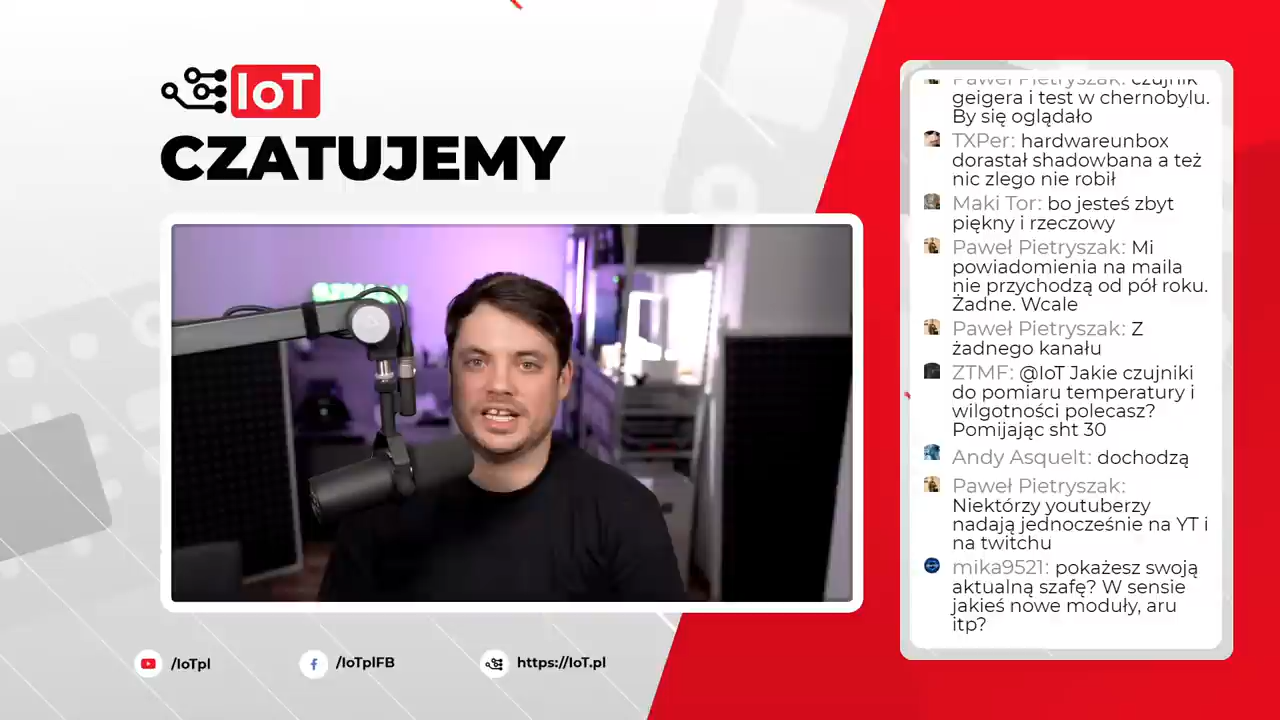 IoT
CZATUJEMY
Paweł Pietryszak: czujnik
geigera i test w chernobylu.
By się oglądało
TXPer: hardwareunbox
dorastał shadowbana a też
nic zlego nie robił
Maki Tor: bo jesteś zbyt
piękny i rzeczowy
Paweł Pietryszak: Mi
powiadomienia na maila
nie przychodzą od pół roku.
Żadne. Wcale
Paweł Pietryszak: Z
żadnego kanału
ZTMF: @IoT Jakie czujniki
do pomiaru temperatury i
wilgotności polecasz?
Pomijając sht 30
Andy Asquelt: dochodzą
Paweł Pietryszak:
Niektórzy youtuberzy
nadają jednocześnie na YT i
na twitchu
mika9521: pokażesz swoją
aktualną szafę? W sensie
jakieś nowe moduły, aru
itp?
/IoTpl
/IoTplFB
https://IoT.pl